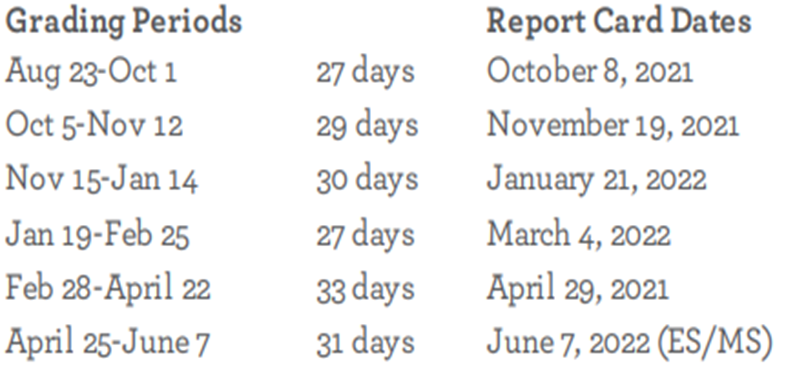 Grading Periods Report Card Dates
Aug 23-Oct 1 27 days October 8, 2021
Oct 5-Nov 12 29 days November 19, 2021
Nov 15-Jan 14 30 days January 21, 2022
Jan 19-Feb 25 27 days March 4, 2022
Feb 28-April 22 33 days April 29, 2021
April 25-June 7 31 days June 7, 2022 (ES/MS)